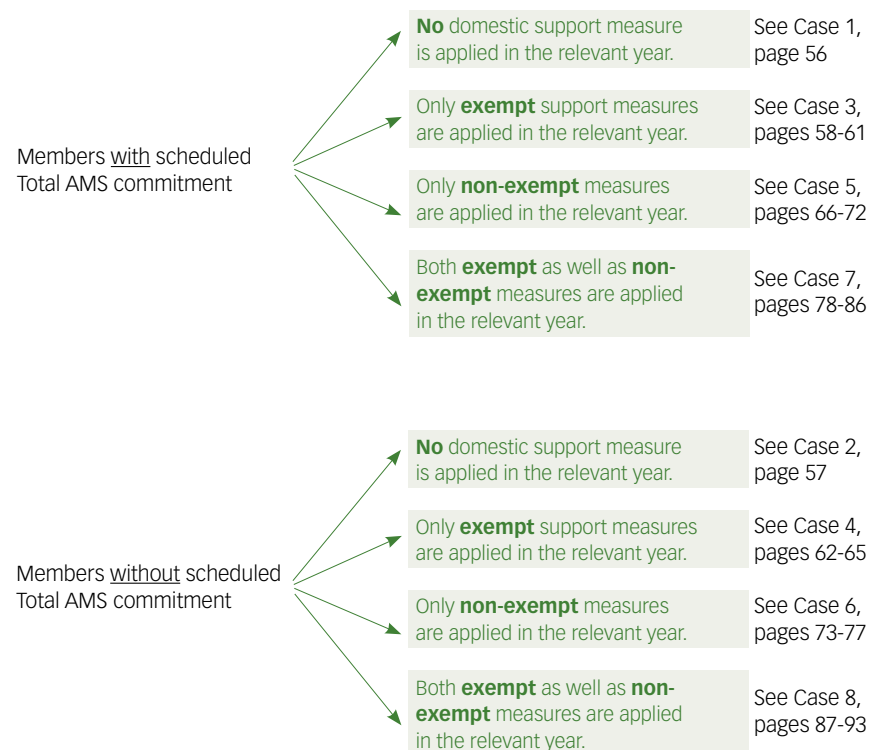 No domestic support measure
is applied in the relevant year.
See Case 1,
page 56
Only exempt support measures
are applied in the relevant year.
See Case 3,
pages 58-61
Members with scheduled
Total AMS commitment
Only non-exempt measures
are applied in the relevant year.
See Case 5,
pages 66-72
Both exempt as well as non-
exempt measures are applied
in the relevant year.
See Case 7,
pages 78-86
No domestic support measure
is applied in the relevant year.
See Case 2,
page 57
Only exempt support measures
are applied in the relevant year.
See Case 4,
pages 62-65
Members without scheduled
Total AMS commitment
Only non-exempt measures
are applied in the relevant year.
See Case 6,
pages 73-77
Both exempt as well as non-
exempt measures are applied
in the relevant year.
See Case 8,
pages 87-93